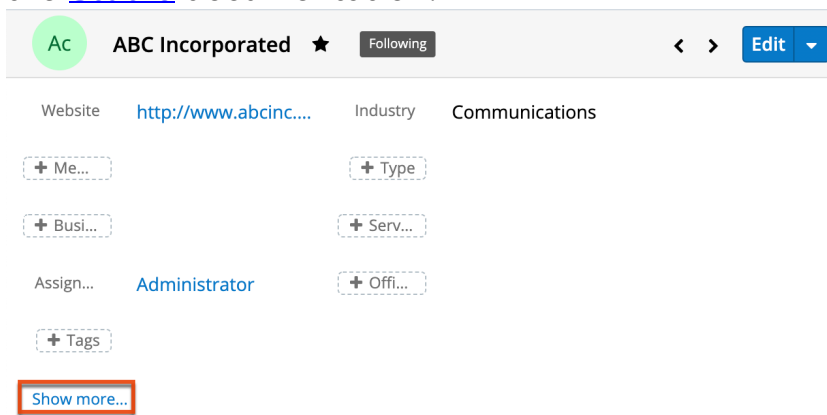 Ac ABC Incorporated ★ Following < > Edit
Website http://www.abcinc.... Industry Communications
+ Me... + Type
+ Busi... + Serv...
Assign... Administrator + Offi...
+ Tags
Show more...